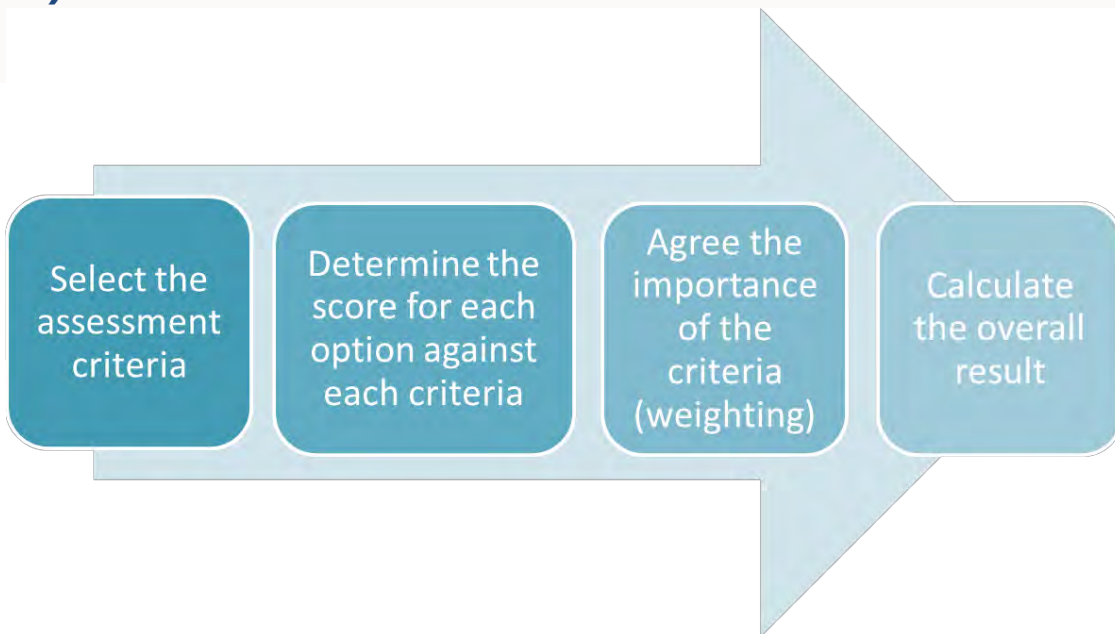 Select the
assessment
criteria
Determine the
score for each
option against
each criteria
Agree the
importance
of the
criteria
(weighting)
Calculate
the overall
result